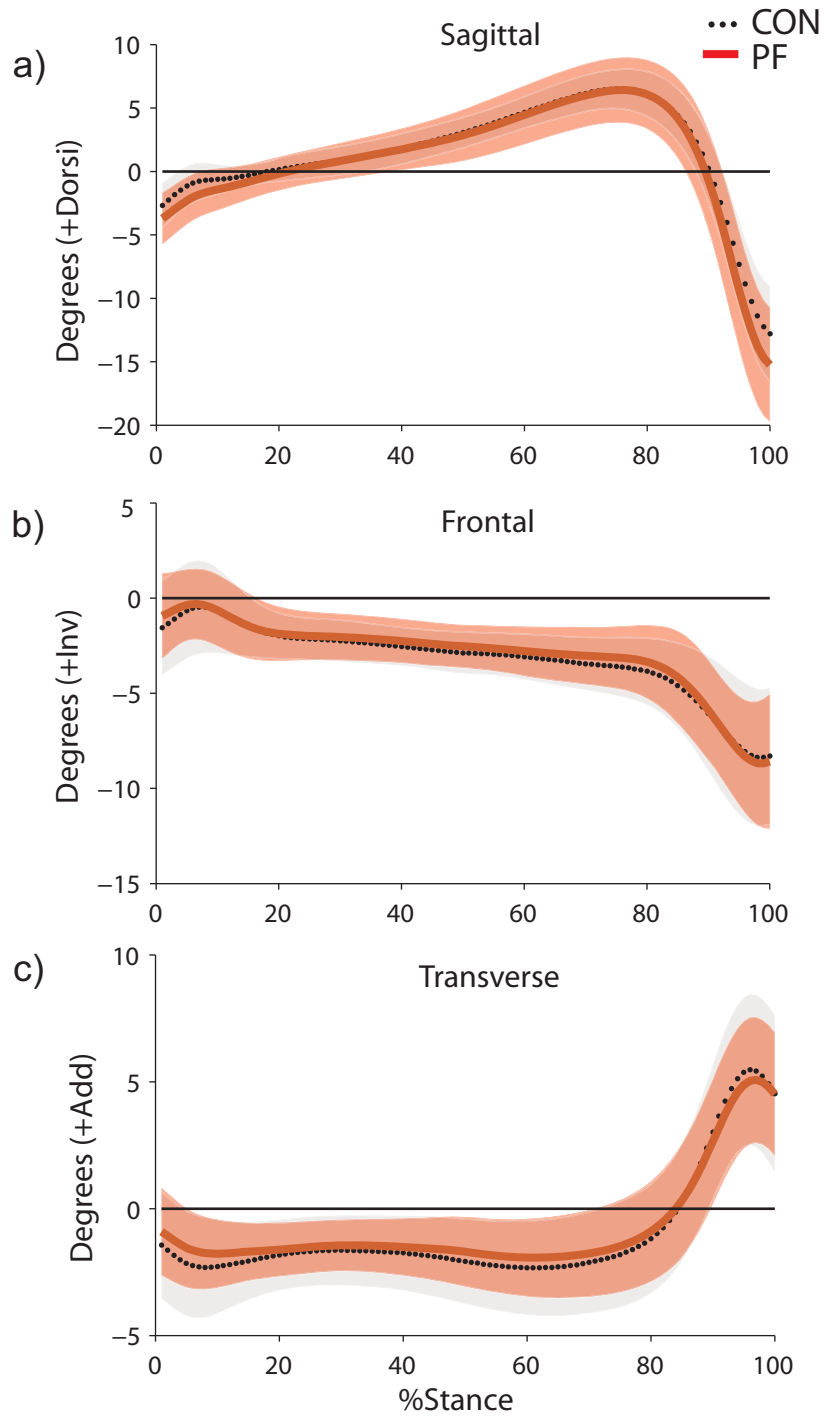 a)
Sagittal
CON
PF
Degrees (+Dorsi)
10
5
0
−5
−10
−15
−20
0 20 40 60 80 100
b)
Frontal
Degrees (+Inv)
5
0
−5
−10
−15
0 20 40 60 80 100
c)
Transverse
Degrees (+Add)
10
5
0
−5
0 20 40 60 80 100
%Stance